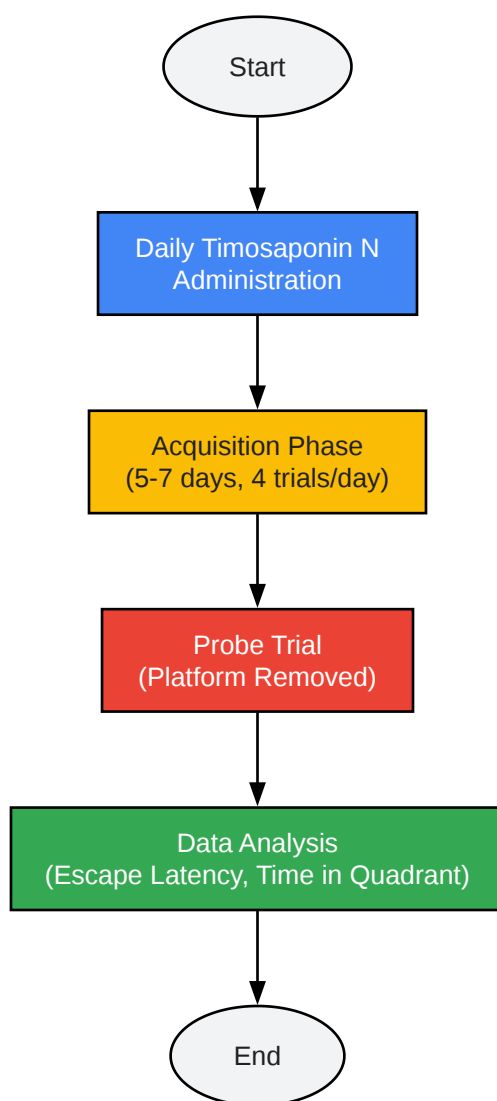 Start
Daily Timosaponin N
Administration
Acquisition Phase
(5-7 days, 4 trials/day)
Probe Trial
(Platform Removed)
Data Analysis
(Escape Latency, Time in Quadrant)
End